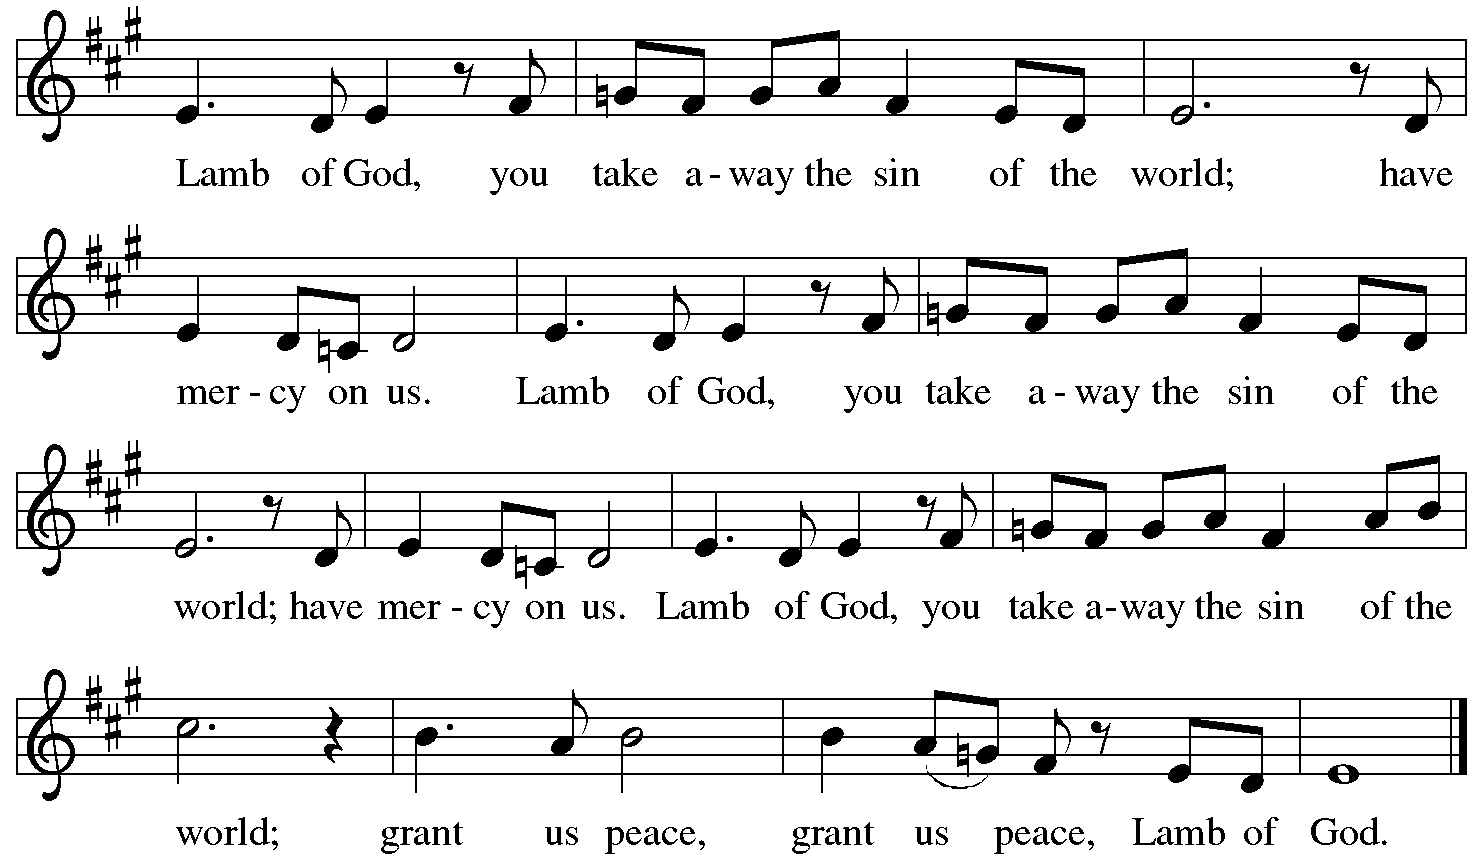 Lamb of God, you take a - way the sin of the world; have
mer - cy on us. Lamb of God, you take a - way the sin of the
world; have mer - cy on us. Lamb of God, you take a - way the sin of the
world; grant us peace, grant us peace, Lamb of God.